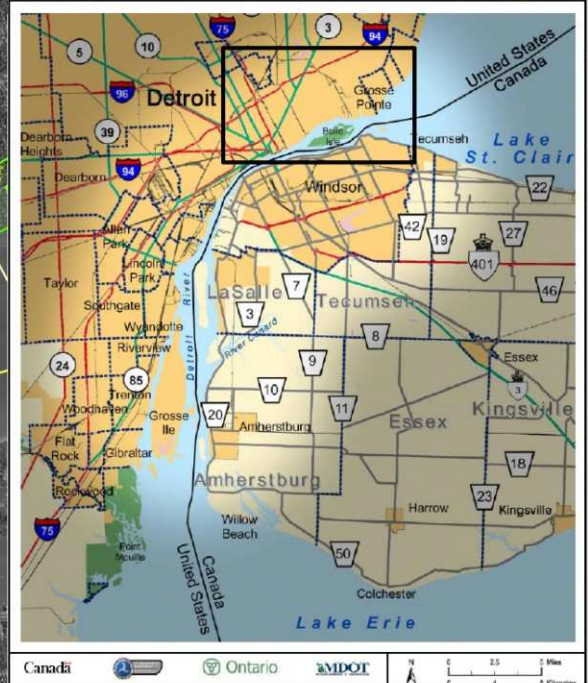 75
3
5
10
94
96
Detroit
Grosse
Pointe
United States
Canada
39
Belle
Isle
Tecumseh
Lake
St. Clair
Dearborn
Heights
94
Dearborn
Windsor
22
Allen
Park
42
19
27
401
Lincoln
Park
LaSalle
7
Tecumseh
46
Taylor
Southgate
Detroit River
3
Wyandotte
Riverview
River Canard
8
Essex
24
85
Trenton
9
3
Woodhaven
10
Kingsville
Grosse
Ile
20
Amherstburg
11
Essex
Flat
Rock
Gibraltar
18
Rockwood
Amherstburg
23
75
Willow
Beach
Harrow
Kingsville
Point
Mouille
50
Canada
United States
Colchester
Lake Erie
Canada
Ontario
MDOT
N
0 2.5 5 Miles